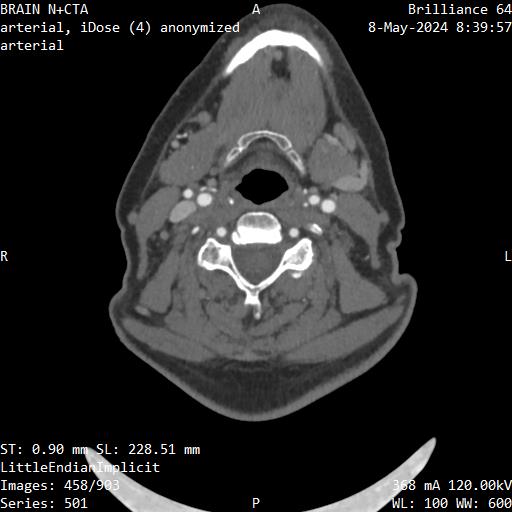 BRAIN N+CTA
A
Brilliance 64
arterial, iDose (4) anonymized
8-May-2024 8:39:57
arterial
R
L
ST: 0.90 mm SL: 228.51 mm
LittleEndianImplicit
Images: 458/903
368 mA 120.00kV
Series: 501
P
WL: 100 WW: 600